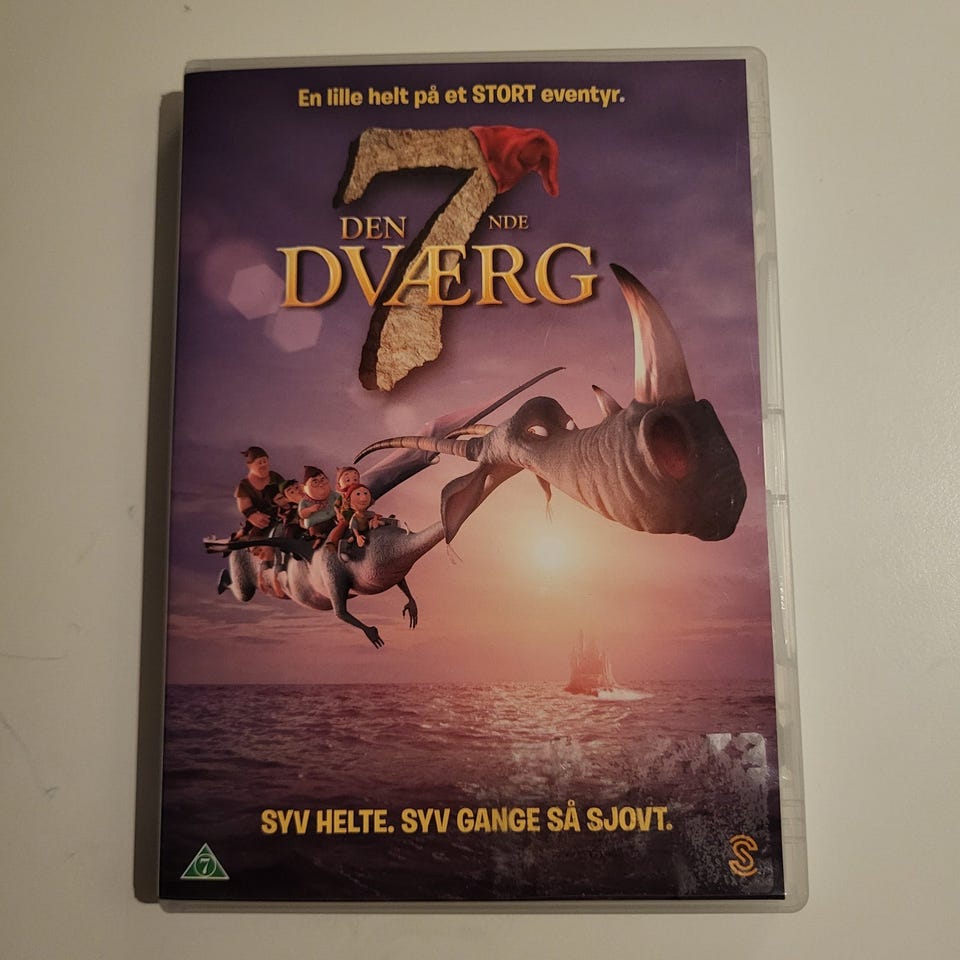 En lille helt på et STORT eventyr.
7
DEN NDE
DVÆRG
SYV HELTE. SYV GANGE SÅ SJOVT.
7
S